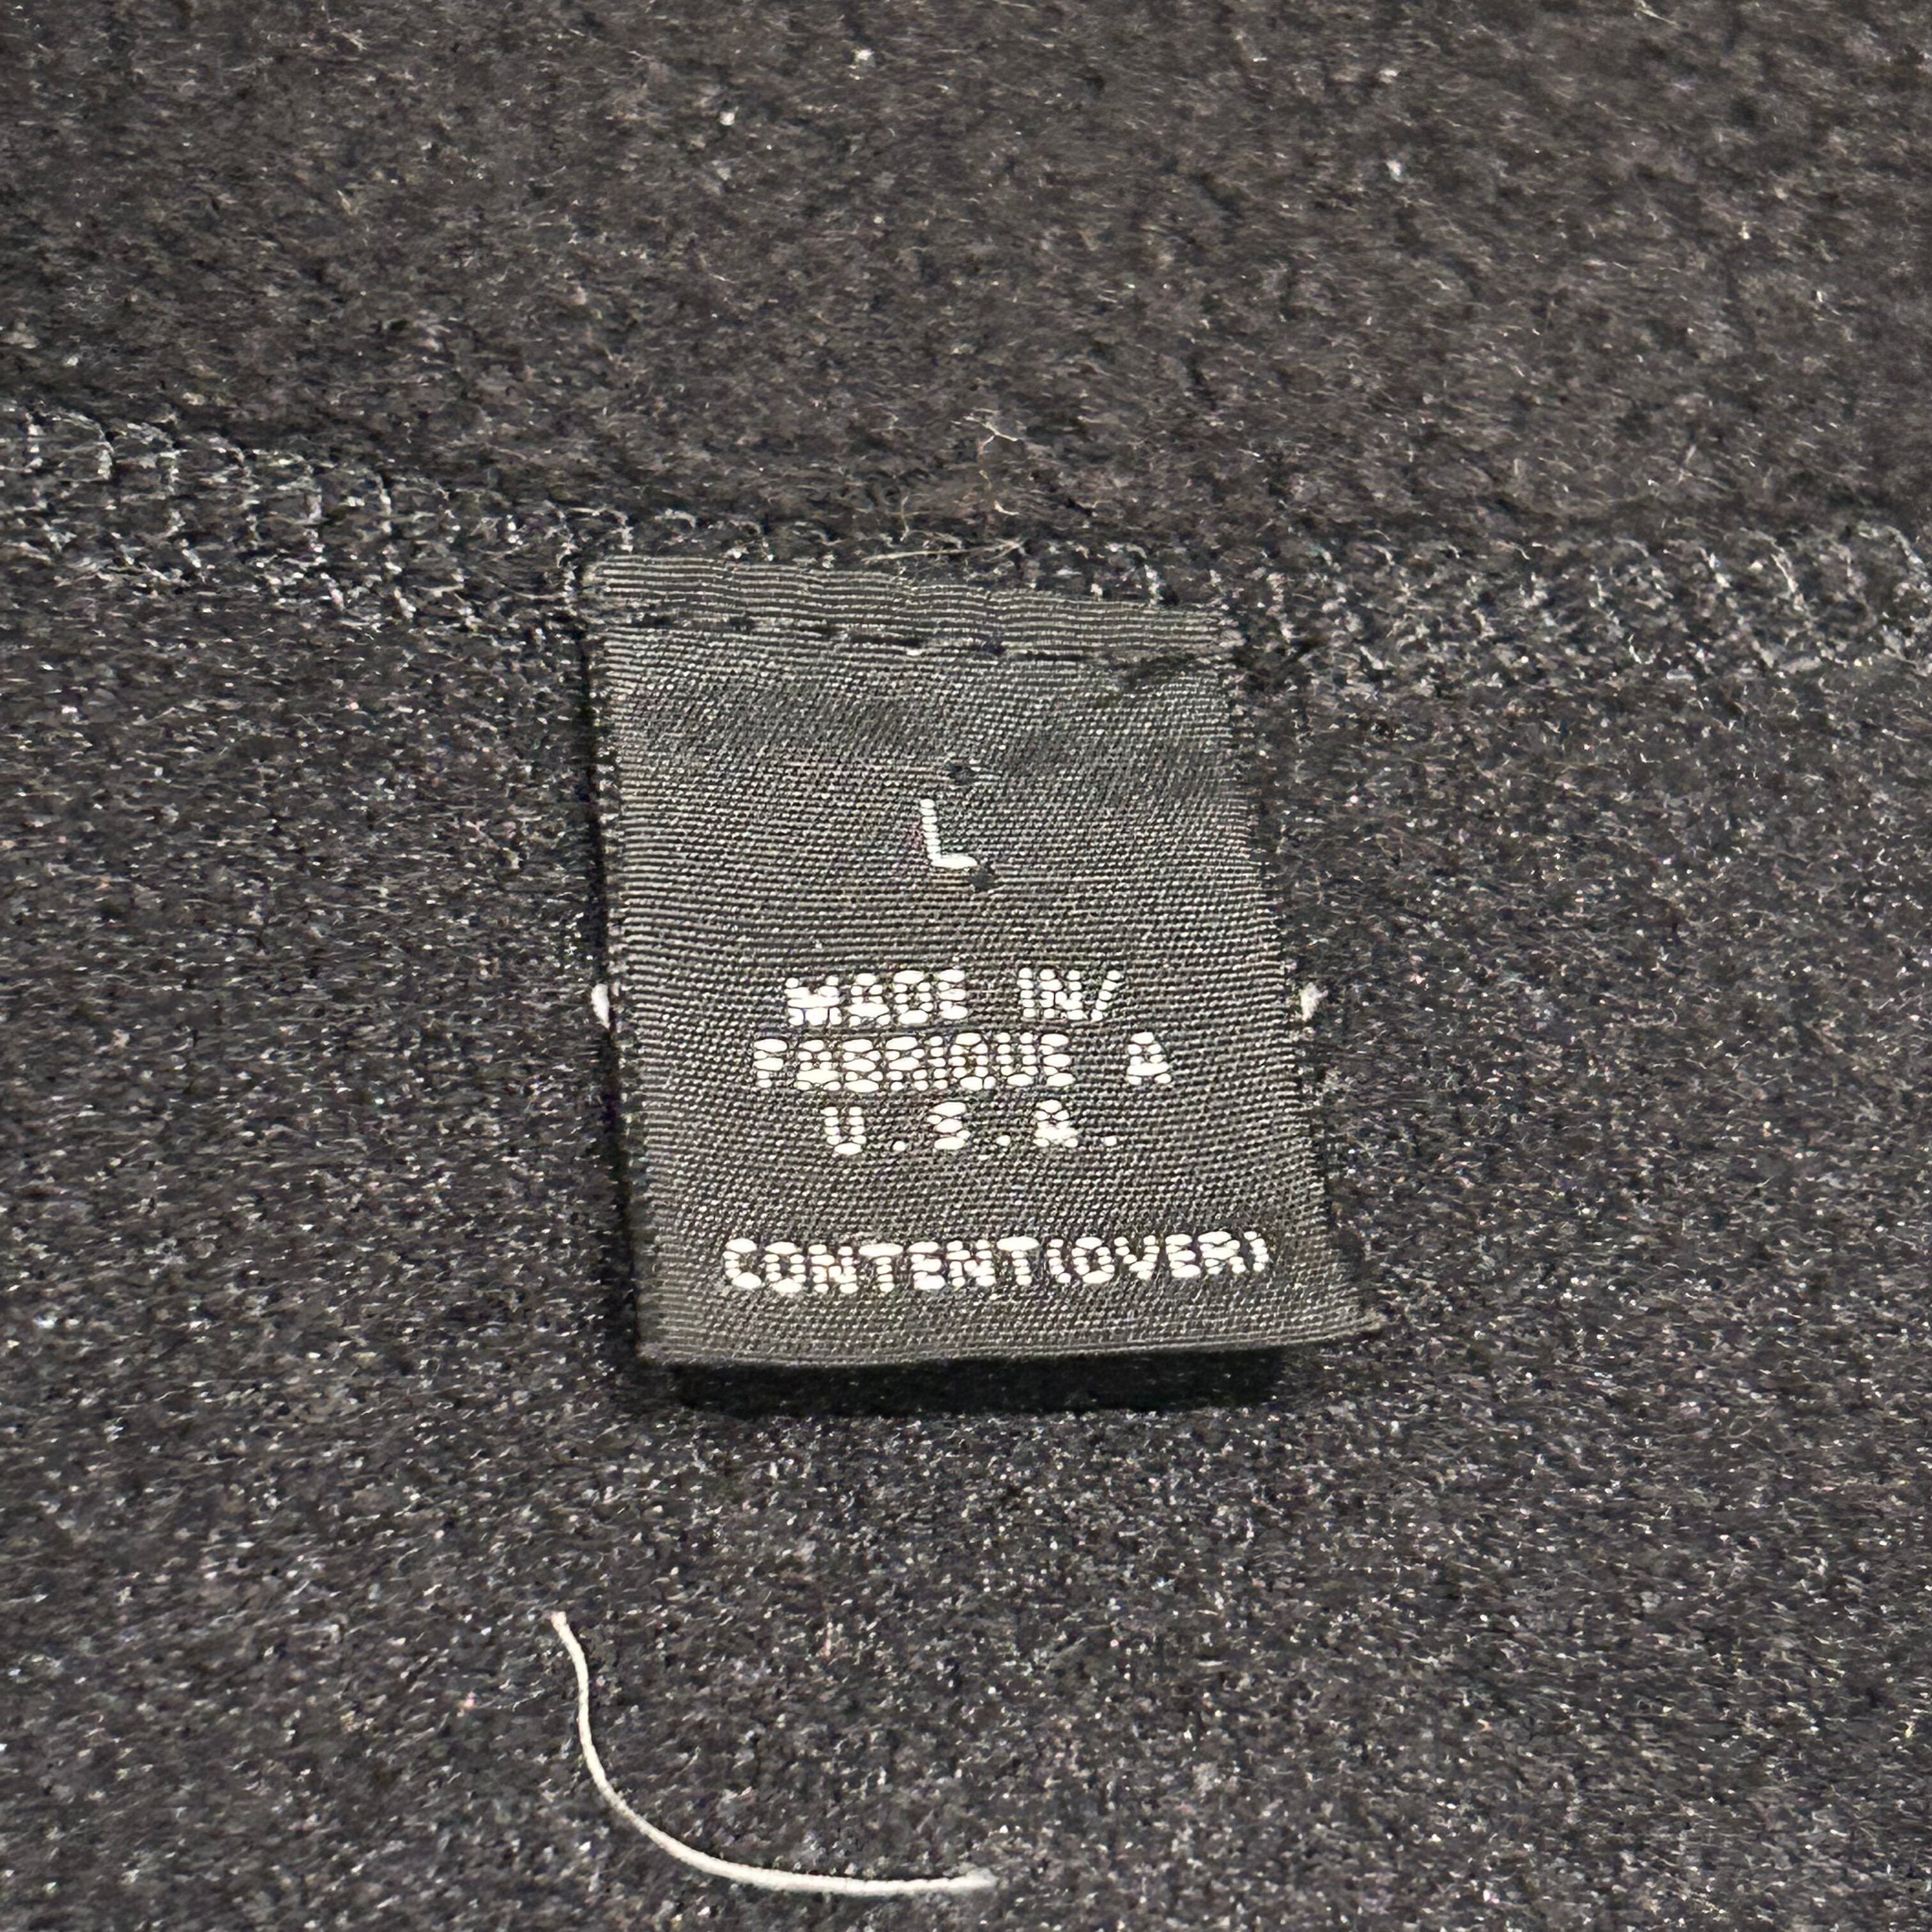 L
MADE IN/
FABRIQUE A
U.S.A.
CONTENT(OVER)